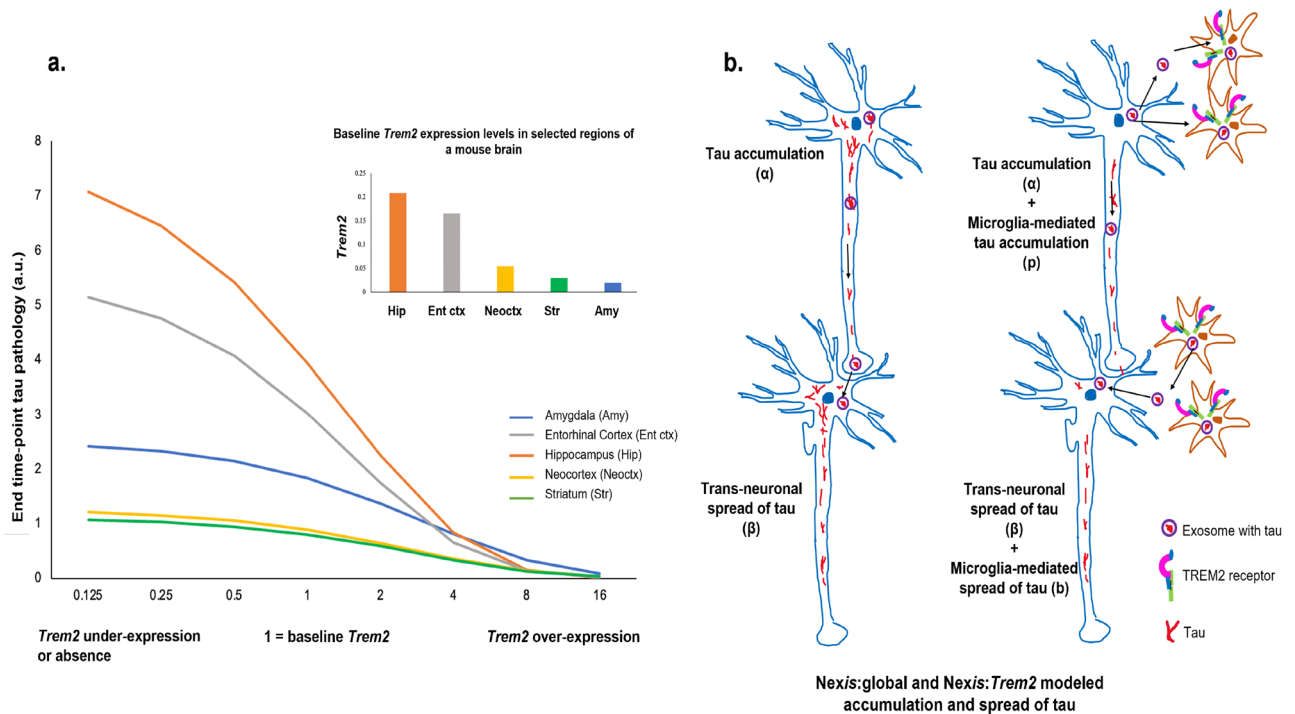 a.
Baseline Trem2 expression levels in selected regions of
a mouse brain
Trem2
0.25
0.2
0.15
0.1
0.05
0
Hip Ent ctx Neoctx Str Amy
End time-point tau pathology (a.u.)
8
7
6
5
4
3
2
1
0
Amygdala (Amy)
Entorhinal Cortex (Ent ctx)
Hippocampus (Hip)
Neocortex (Neoctx)
Striatum (Str)
0.125 0.25 0.5 1 2 4 8 16
Trem2 under-expression
or absence
1 = baseline Trem2
Trem2 over-expression
b.
Tau accumulation
(α)
Trans-neuronal
spread of tau
(β)
Tau accumulation
(α)
+
Microglia-mediated
tau accumulation
(p)
Trans-neuronal
spread of tau
(β)
+
Microglia-mediated
spread of tau (b)
Exosome with tau
TREM2 receptor
Tau
Nexis:global and Nexis:Trem2 modeled
accumulation and spread of tau